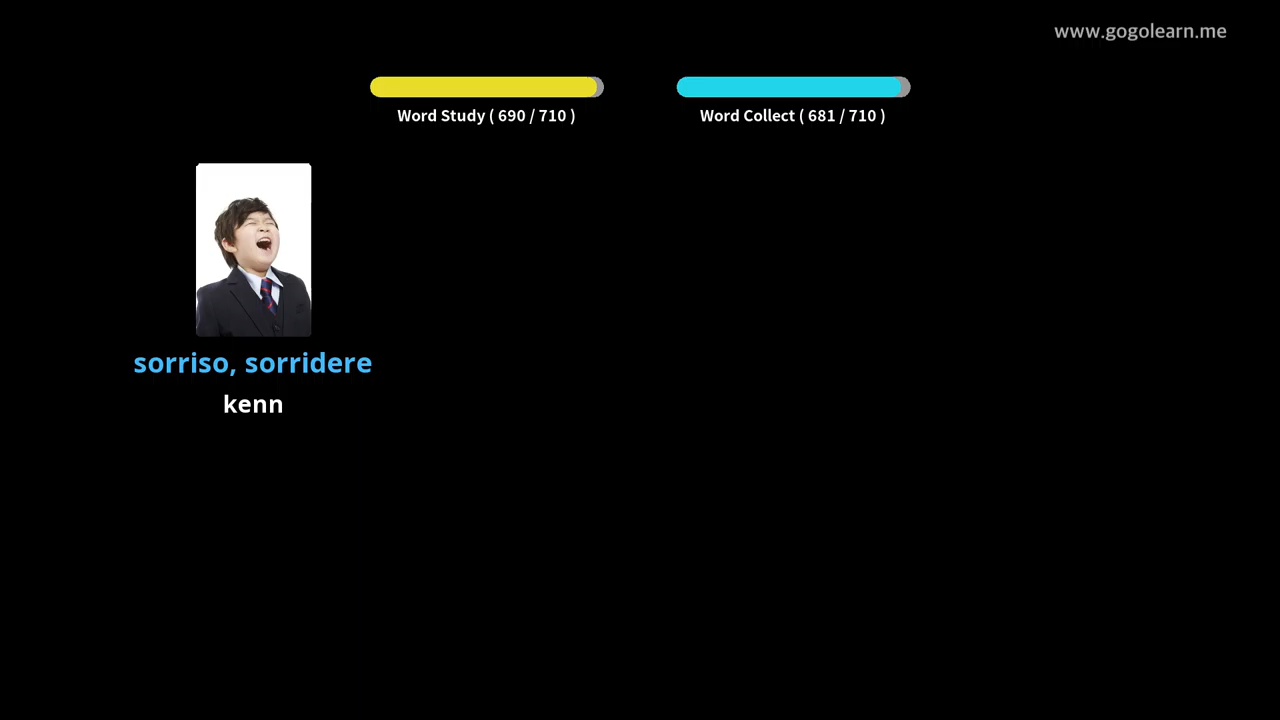 www.gogolearn.me
Word Study ( 690 / 710 )
Word Collect ( 681 / 710 )
sorriso, sorridere
kenn